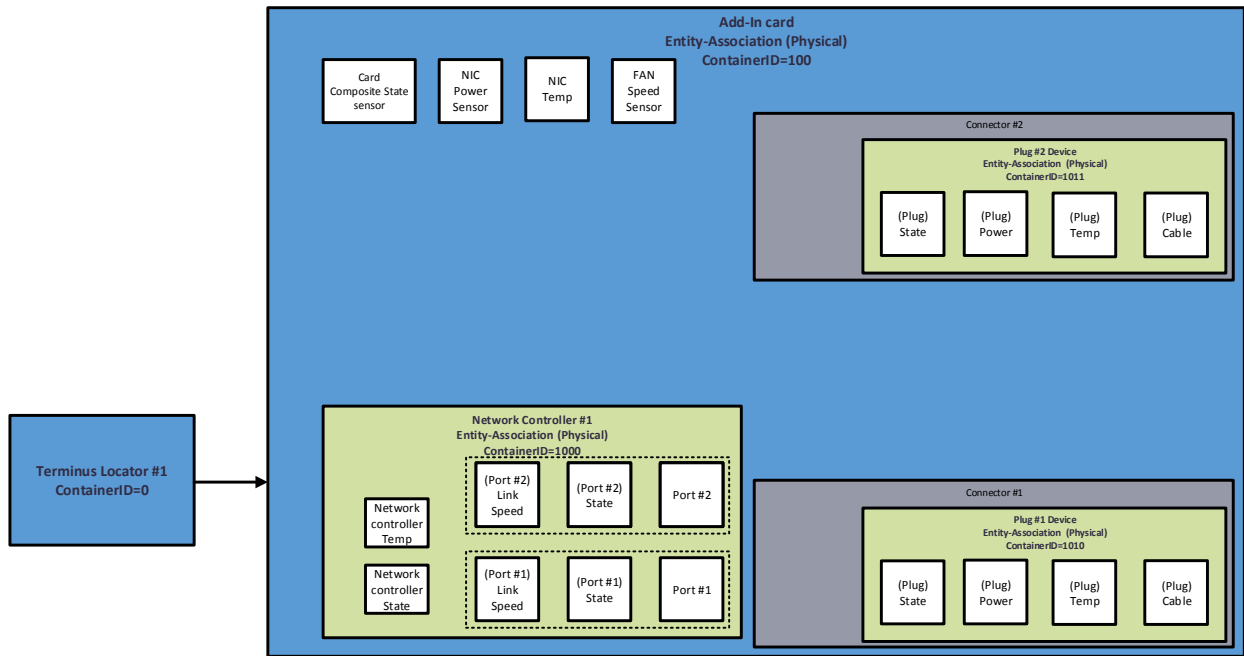 Add-In card
Entity-Association (Physical)
ContainerID=100
Card
Composite State
sensor
NIC
Power
Sensor
NIC
Temp
FAN
Speed
Sensor
Connector #2
Plug #2 Device
Entity-Association (Physical)
ContainerID=1011
(Plug)
State
(Plug)
Power
(Plug)
Temp
(Plug)
Cable
Terminus Locator #1
ContainerID=0
Network Controller #1
Entity-Association (Physical)
ContainerID=1000
(Port #2)
Link
Speed
(Port #2)
State
Port #2
Network
controller
Temp
Network
controller
State
(Port #1)
Link
Speed
(Port #1)
State
Port #1
Connector #1
Plug #1 Device
Entity-Association (Physical)
ContainerID=1010
(Plug)
State
(Plug)
Power
(Plug)
Temp
(Plug)
Cable